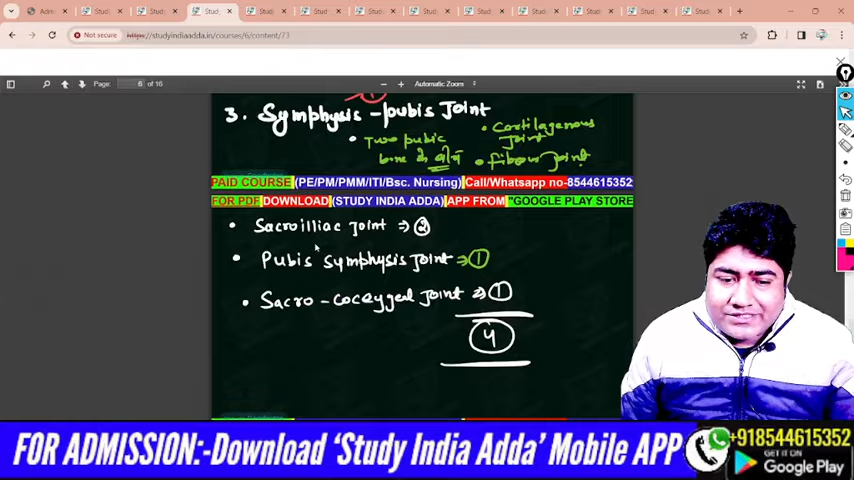 Not secure
https://studyindiaadda.in/courses/6/content/73
Page: 6 of 16
Automatic Zoom
3. Symphysis-pubis Joint
• Two pubic bone के बीच में
• Cartilagenous Joint
• fibrous Joint
PAID COURSE (PE/PM/PMM/ITI/Bsc. Nursing) Call/Whatsapp no-8544615352
FOR PDF DOWNLOAD (STUDY INDIA ADDA) APP FROM "GOOGLE PLAY STORE
• Sacroilliac Joint ⇒ ②
• Pubis symphysis Joint ⇒ ①
• Sacro-coccygeal Joint ⇒ ①
4
FOR ADMISSION:-Download 'Study India Adda' Mobile APP
+918544615352
GET IT ON
Google Play